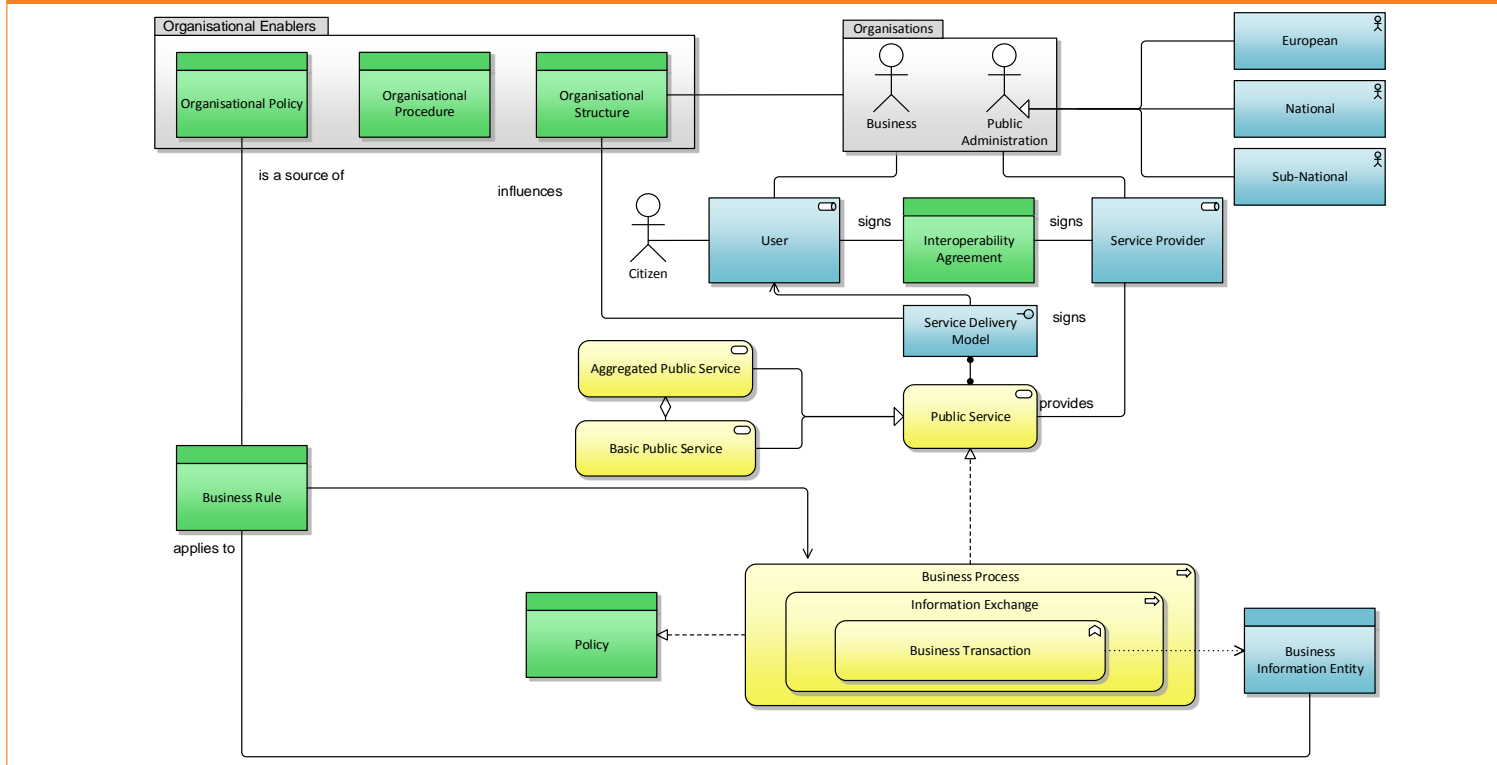 Organisational Enablers
Organisations
Organisational Policy
Organisational
Procedure
Organisational
Structure
Business
Public
Administration
European
National
Sub-National
is a source of
influences
Citizen
User
signs
Interoperability
Agreement
signs
Service Provider
Service Delivery
Model
signs
Aggregated Public Service
Basic Public Service
Public Service
provides
Business Rule
applies to
Business Process
Information Exchange
Business Transaction
Policy
Business
Information Entity